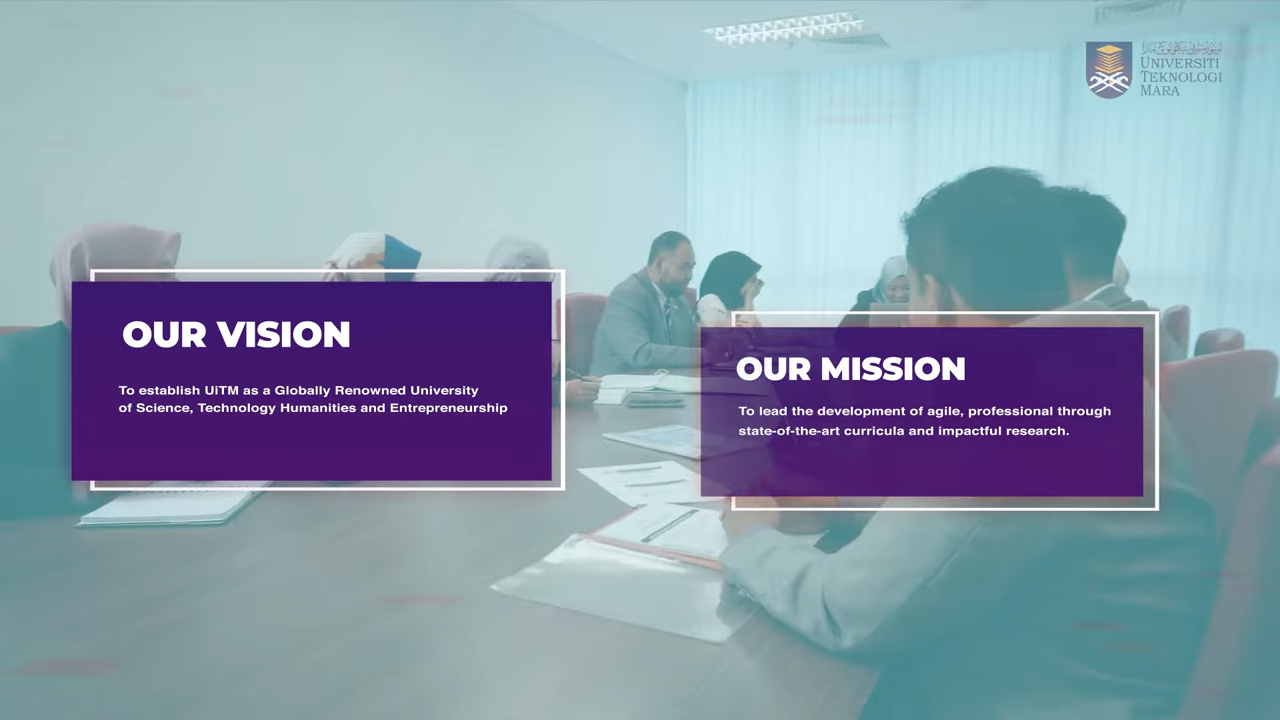 UNIVERSITI
TEKNOLOGI
MARA
OUR VISION
To establish UiTM as a Globally Renowned University
of Science, Technology Humanities and Entrepreneurship
OUR MISSION
To lead the development of agile, professional through
state-of-the-art curricula and impactful research.